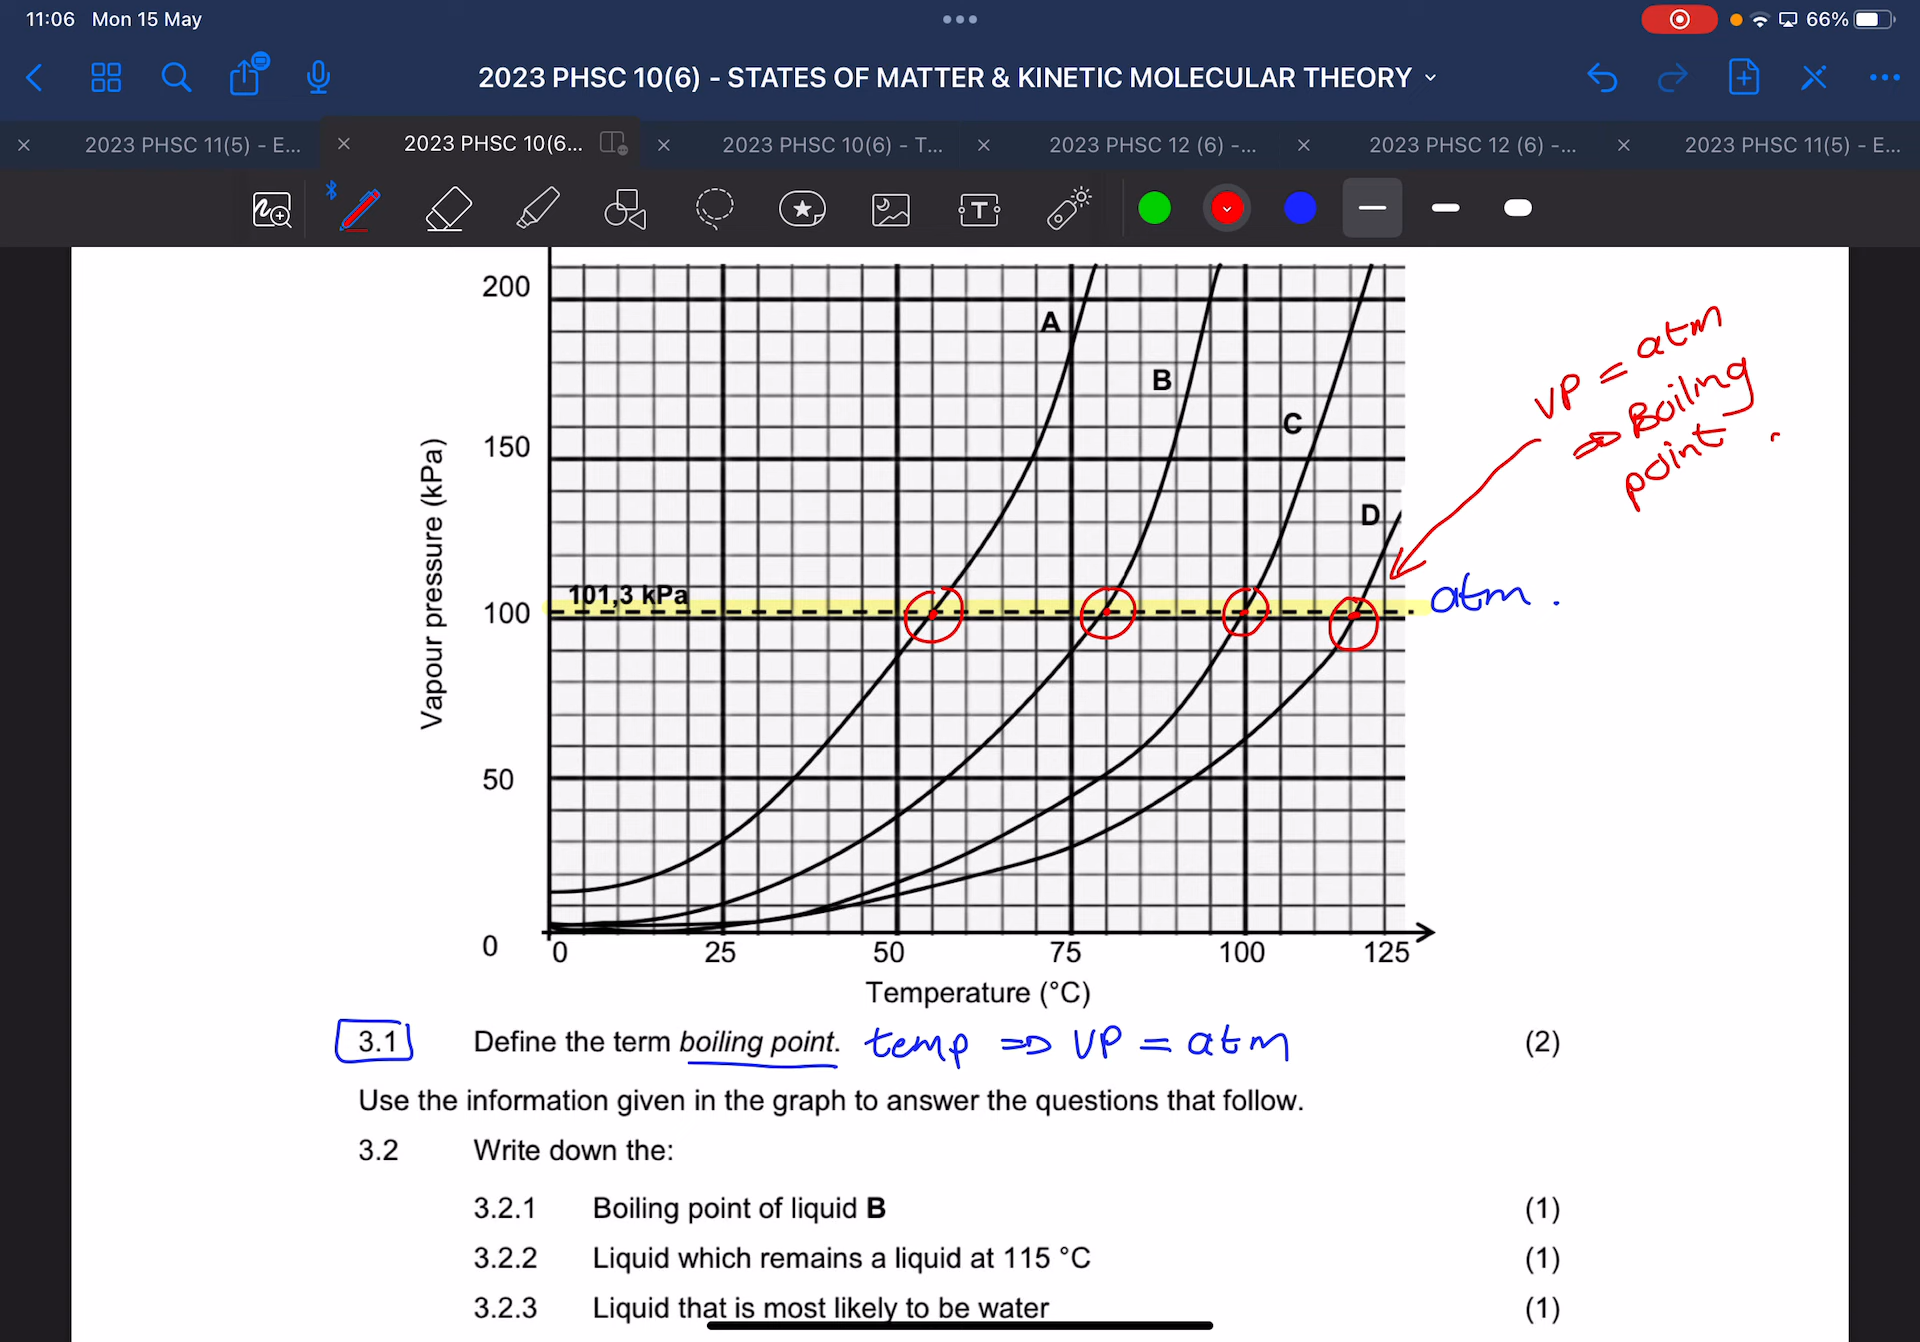 11:06 Mon 15 May
66%
2023 PHSC 10(6) - STATES OF MATTER & KINETIC MOLECULAR THEORY
2023 PHSC 11(5) - E...
2023 PHSC 10(6...
2023 PHSC 10(6) - T...
2023 PHSC 12 (6) -...
2023 PHSC 12 (6) -...
2023 PHSC 11(5) - E...
T
200
150
100
50
0
Vapour pressure (kPa)
A
B
C
D
101,3 kPa
VP = atm
⇒ Boiling
point.
atm.
0 25 50 75 100 125
Temperature (°C)
3.1 Define the term boiling point. temp ⇒ VP = atm (2)
Use the information given in the graph to answer the questions that follow.
3.2 Write down the:
3.2.1 Boiling point of liquid B (1)
3.2.2 Liquid which remains a liquid at 115 °C (1)
3.2.3 Liquid that is most likely to be water (1)